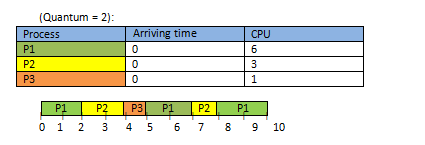 (Quantum = 2):
Process Arriving time CPU
P1 0 6
P2 0 3
P3 0 1
P1 P2 P3 P1 P2 P1
0 1 2 3 4 5 6 7 8 9 10